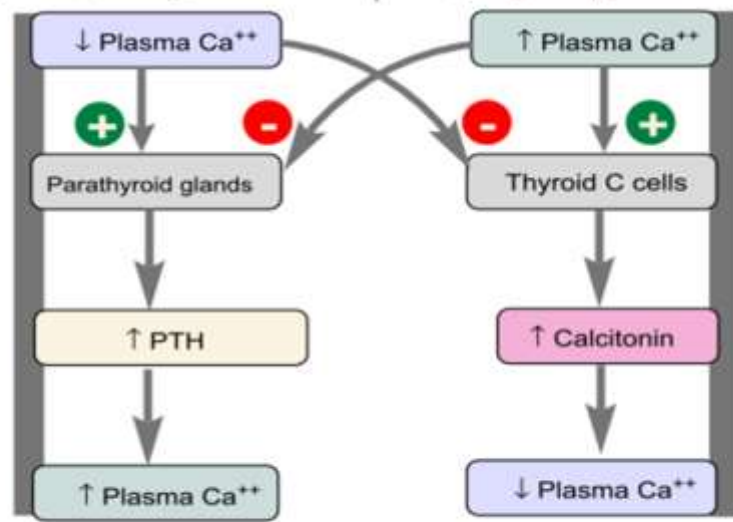 ↓ Plasma Ca⁺⁺
↑ Plasma Ca⁺⁺
+
-
-
+
Parathyroid glands
Thyroid C cells
↑ PTH
↑ Calcitonin
↑ Plasma Ca⁺⁺
↓ Plasma Ca⁺⁺